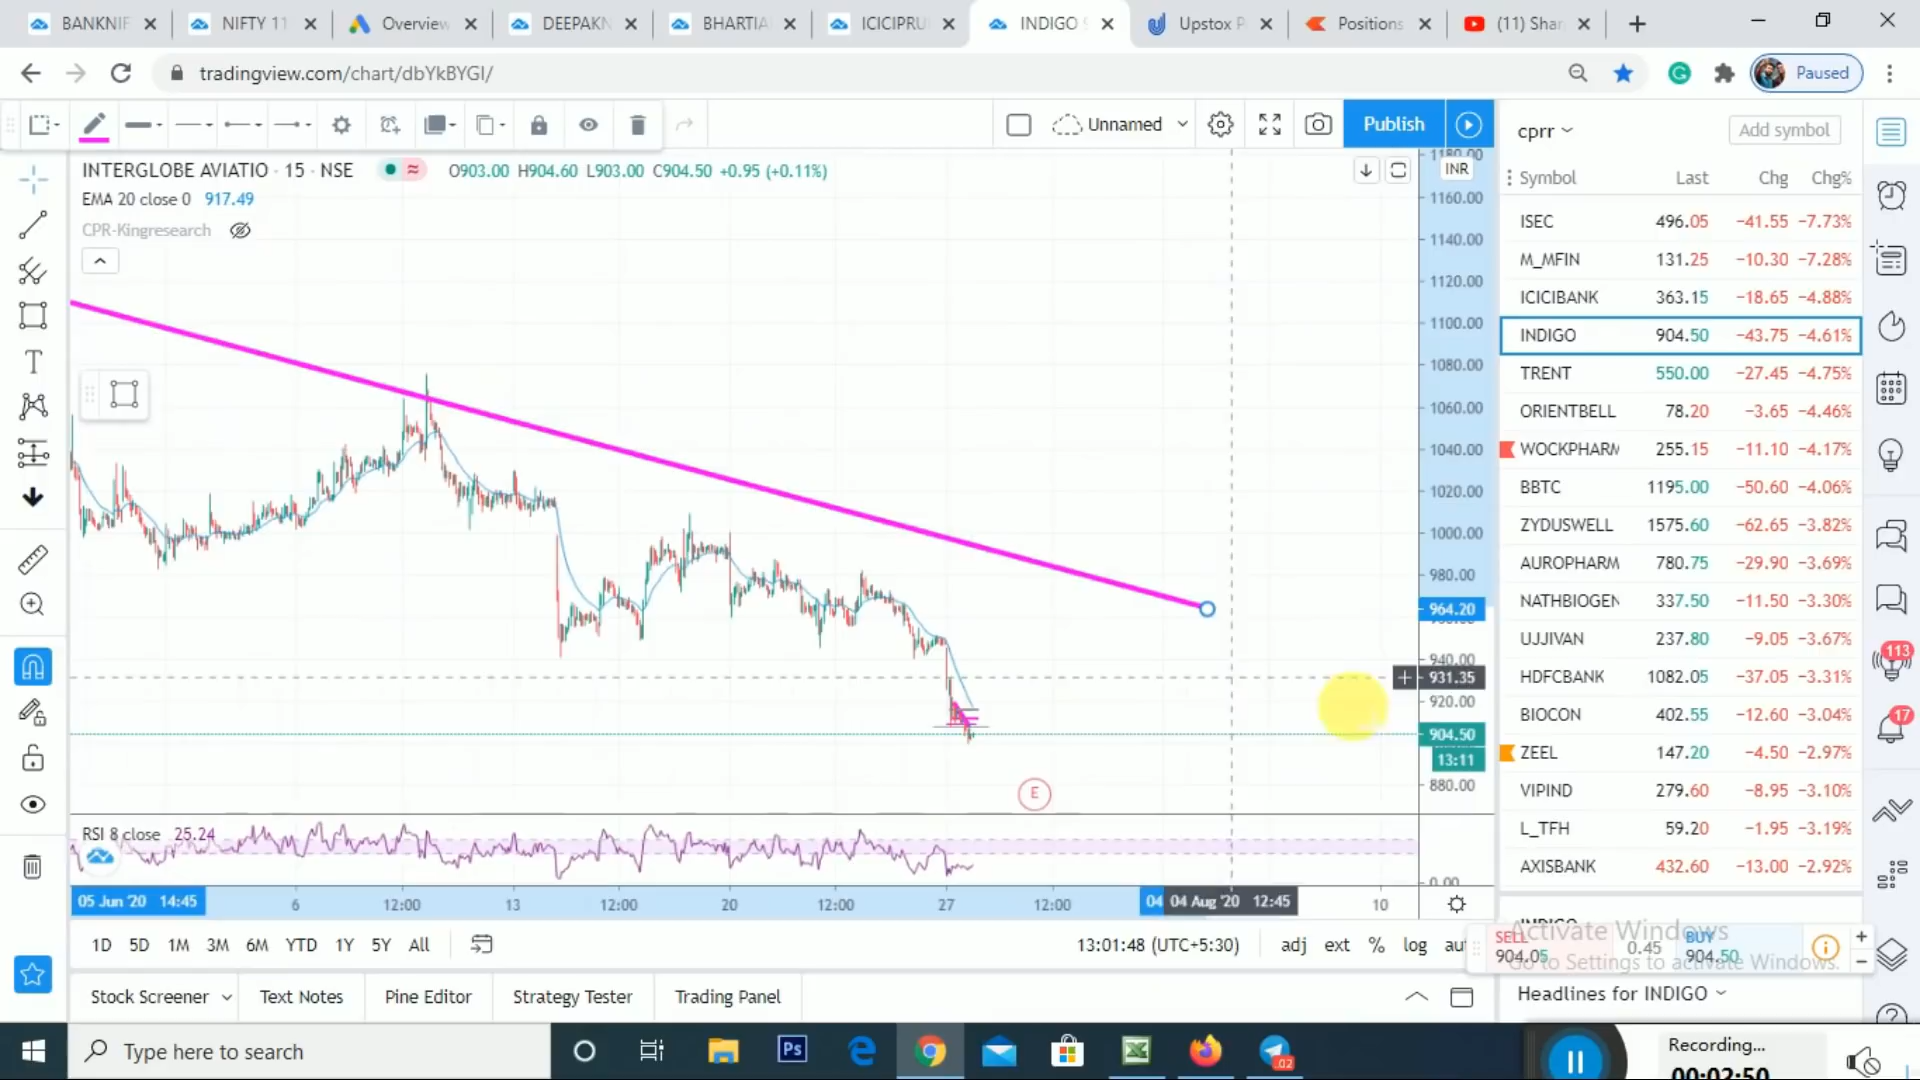 BANKNIF NIFTY 11 Overview DEEPAKN BHARTIA ICICIPRU INDIGO Upstox P Positions (11) Shar
tradingview.com/chart/dbYkBYGI/ Paused
Unnamed Publish cprr Add symbol
INTERGLOBE AVIATIO · 15 · NSE O903.00 H904.60 L903.00 C904.50 +0.95 (+0.11%)
EMA 20 close 0 917.49
CPR-Kingresearch
INR
1180.00
1160.00
1140.00
1120.00
1100.00
1080.00
1060.00
1040.00
1020.00
1000.00
980.00
964.20
940.00
931.35
920.00
904.50
13:11
880.00
E
RSI 8 close 25.24
0.00
05 Jun '20 14:45 6 12:00 13 12:00 20 12:00 27 12:00 04 04 Aug '20 12:45 10
1D 5D 1M 3M 6M YTD 1Y 5Y All 13:01:48 (UTC+5:30) adj ext % log au
Stock Screener Text Notes Pine Editor Strategy Tester Trading Panel
Symbol Last Chg Chg%
ISEC 496.05 −41.55 −7.73%
M_MFIN 131.25 −10.30 −7.28%
ICICIBANK 363.15 −18.65 −4.88%
INDIGO 904.50 −43.75 −4.61%
TRENT 550.00 −27.45 −4.75%
ORIENTBELL 78.20 −3.65 −4.46%
WOCKPHARM 255.15 −11.10 −4.17%
BBTC 1195.00 −50.60 −4.06%
ZYDUSWELL 1575.60 −62.65 −3.82%
AUROPHARM 780.75 −29.90 −3.69%
NATHBIOGEN 337.50 −11.50 −3.30%
UJJIVAN 237.80 −9.05 −3.67%
HDFCBANK 1082.05 −37.05 −3.31%
BIOCON 402.55 −12.60 −3.04%
ZEEL 147.20 −4.50 −2.97%
VIPIND 279.60 −8.95 −3.10%
L_TFH 59.20 −1.95 −3.19%
AXISBANK 432.60 −13.00 −2.92%
113
17
INDIGO
Activate Windows
SELL 904.05 0.45 BUY 904.50
Go to Settings to activate Windows.
Headlines for INDIGO
Type here to search
Ps
02
Recording...
00:02:50